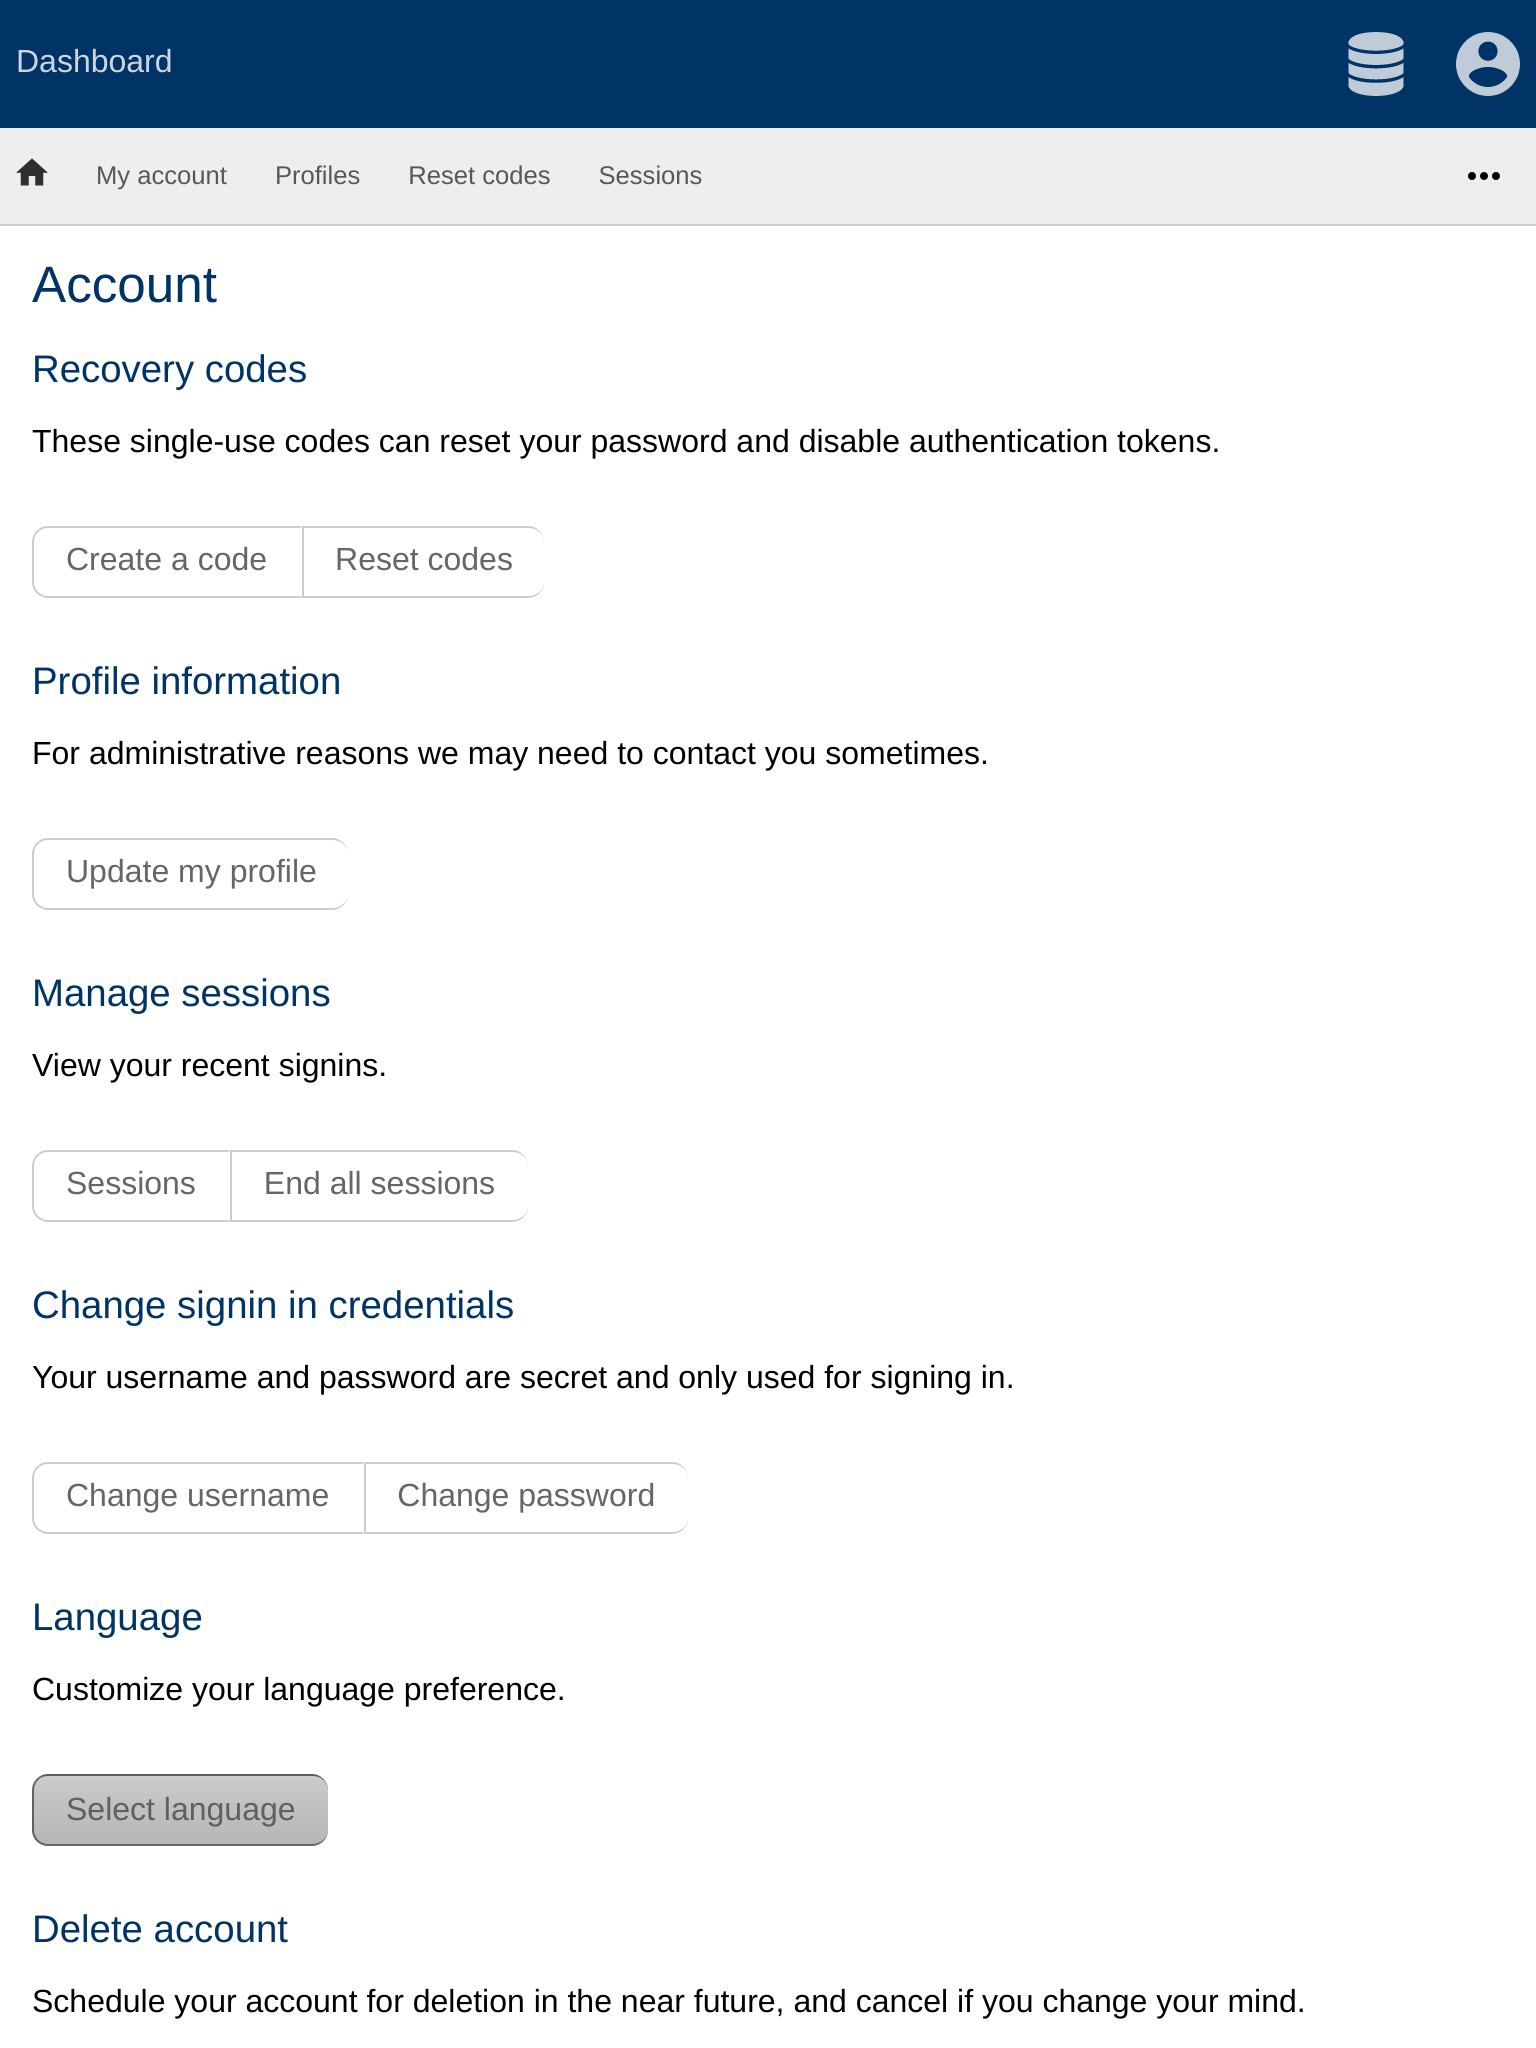 Dashboard
My account Profiles Reset codes Sessions
Account
Recovery codes
These single-use codes can reset your password and disable authentication tokens.
Create a code Reset codes
Profile information
For administrative reasons we may need to contact you sometimes.
Update my profile
Manage sessions
View your recent signins.
Sessions End all sessions
Change signin in credentials
Your username and password are secret and only used for signing in.
Change username Change password
Language
Customize your language preference.
Select language
Delete account
Schedule your account for deletion in the near future, and cancel if you change your mind.